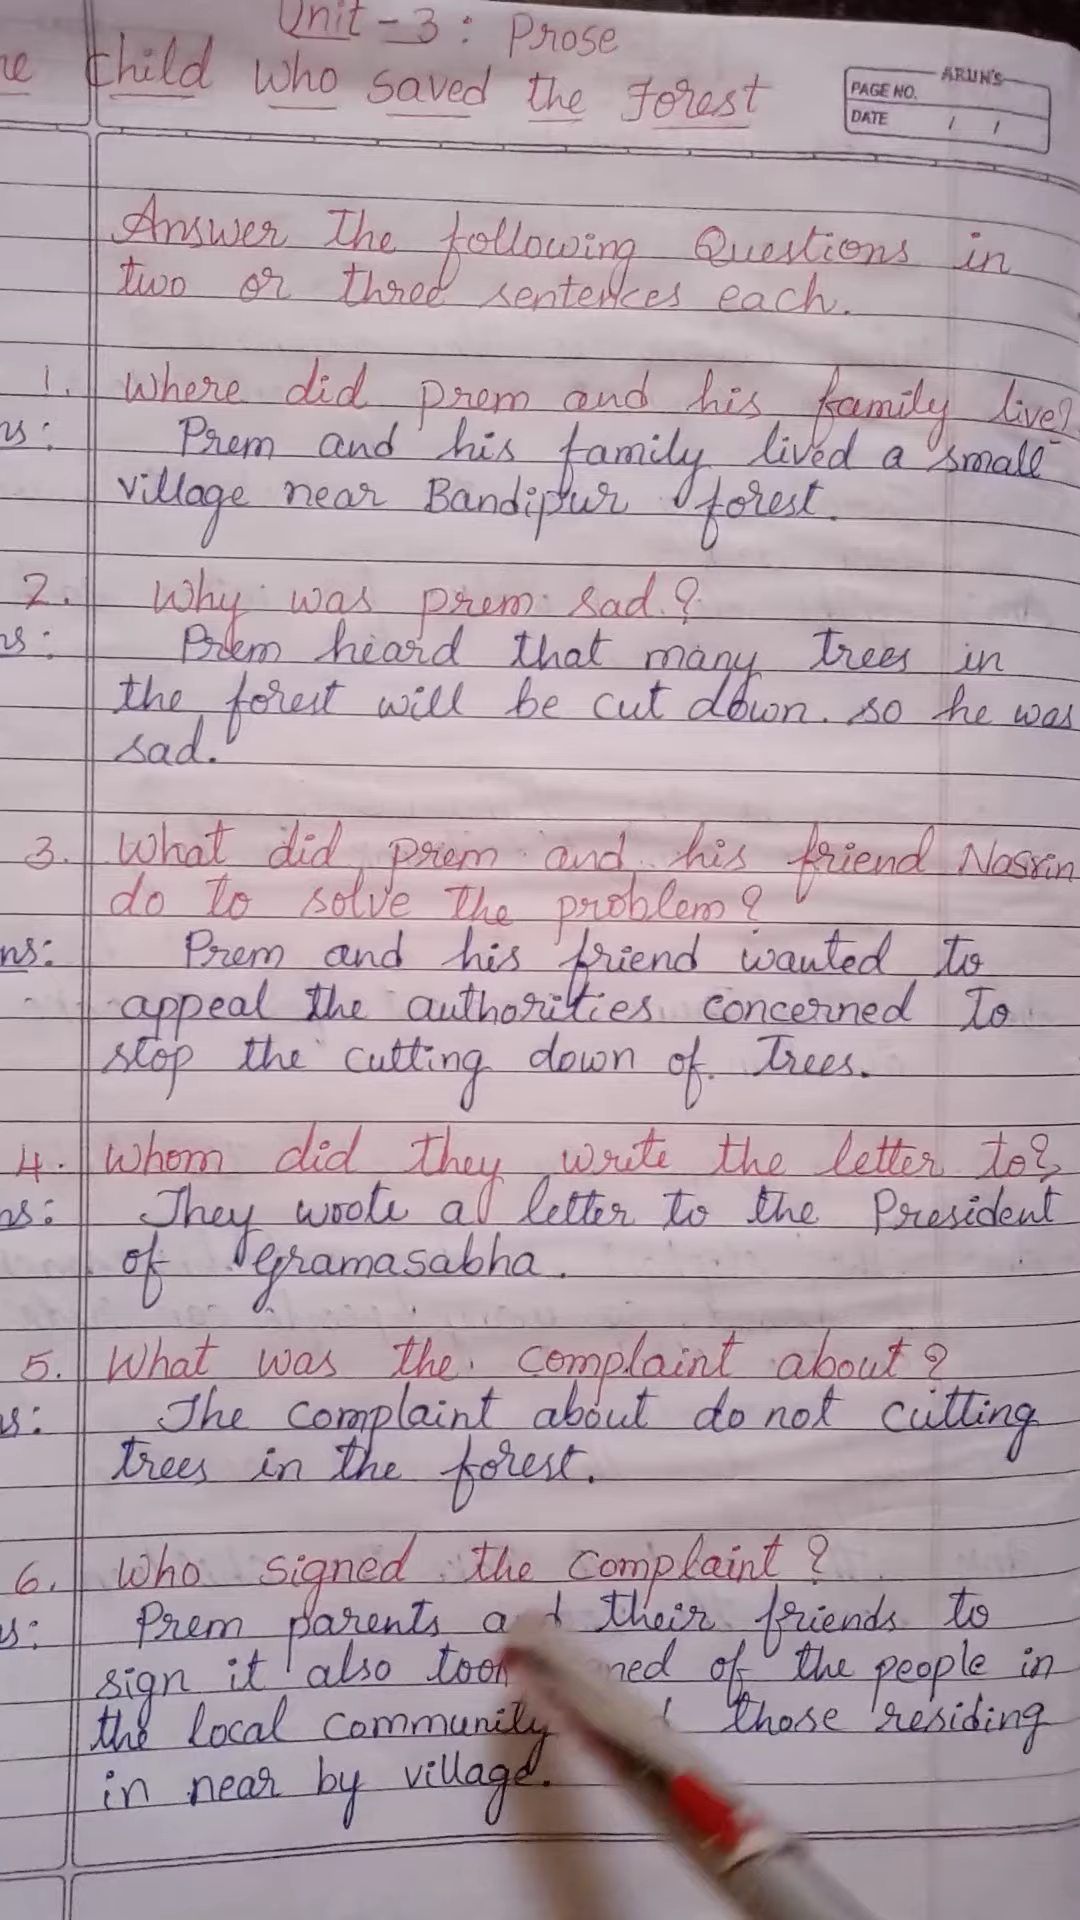 Unit - 3 : Prose
child who saved the Forest
ARUN'S
PAGE NO.
DATE / /
Answer The following Questions in
two or three sentences each.
1. Where did prem and his family live?
ns: Prem and his family lived a small
village near Bandipur forest.
2. Why was prem sad.?
ns: Prem heard that many trees in
the forest will be cut down. so he was
sad.
3. What did prem and his friend Nasrin
do to solve the problem?
ns: Prem and his friend wanted to
appeal the authorities concerned To
stop the cutting down of Trees.
4. Whom did they write the letter to?
ns: They wrote a letter to the President
of Gramasabha.
5. What was the complaint about?
s: The complaint about do not cutting
trees in the forest.
6. Who signed the complaint?
s: Prem parents and their friends to
sign it also took of the people in
the local community those residing
in near by village.